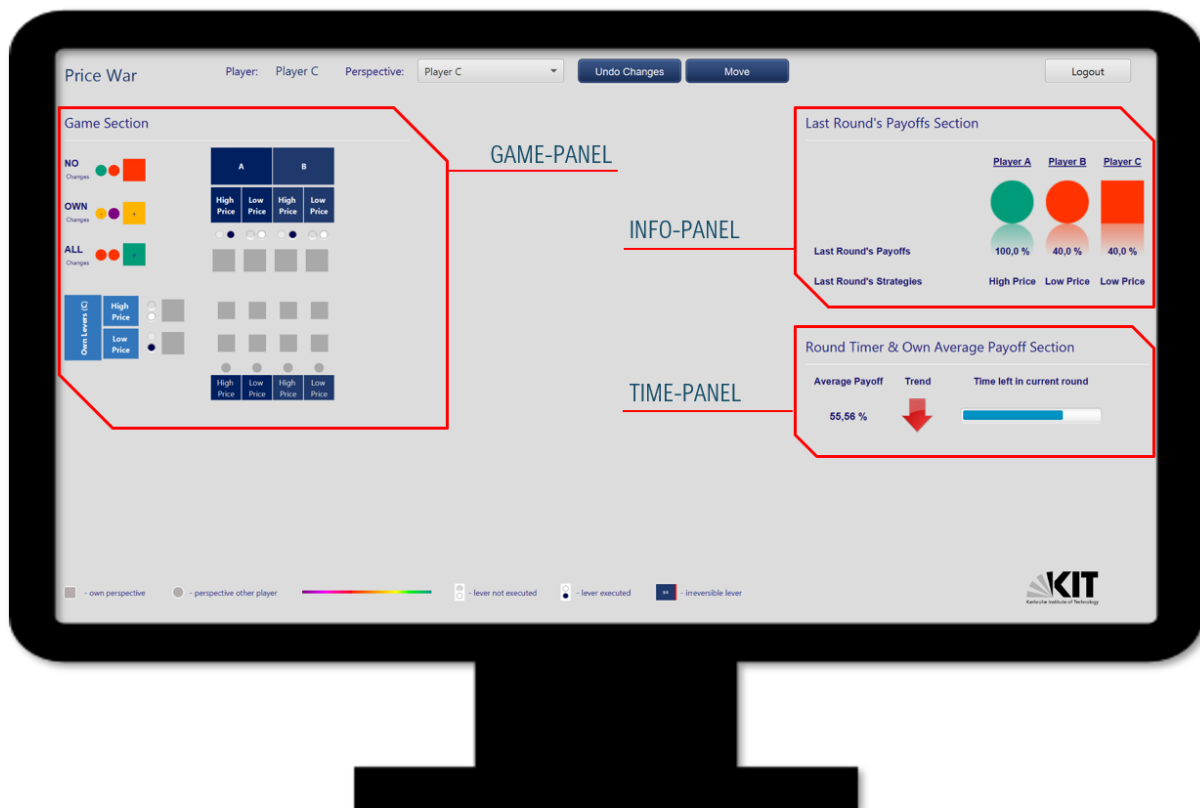 Price War
Player: Player C Perspective: Player C
Undo Changes
Move
Logout
Game Section
NO
Changes
OWN
Changes
ALL
Changes
A B
High Price Low Price High Price Low Price
Own Levers (C)
High Price
Low Price
High Price Low Price High Price Low Price
GAME-PANEL
INFO-PANEL
TIME-PANEL
Last Round's Payoffs Section
Player A Player B Player C
Last Round's Payoffs 100,0 % 40,0 % 40,0 %
Last Round's Strategies High Price Low Price Low Price
Round Timer & Own Average Payoff Section
Average Payoff Trend Time left in current round
55,56 %
- own perspective - perspective other player - lever not executed - lever executed - irreversible lever
KIT
Karlsruhe Institute of Technology